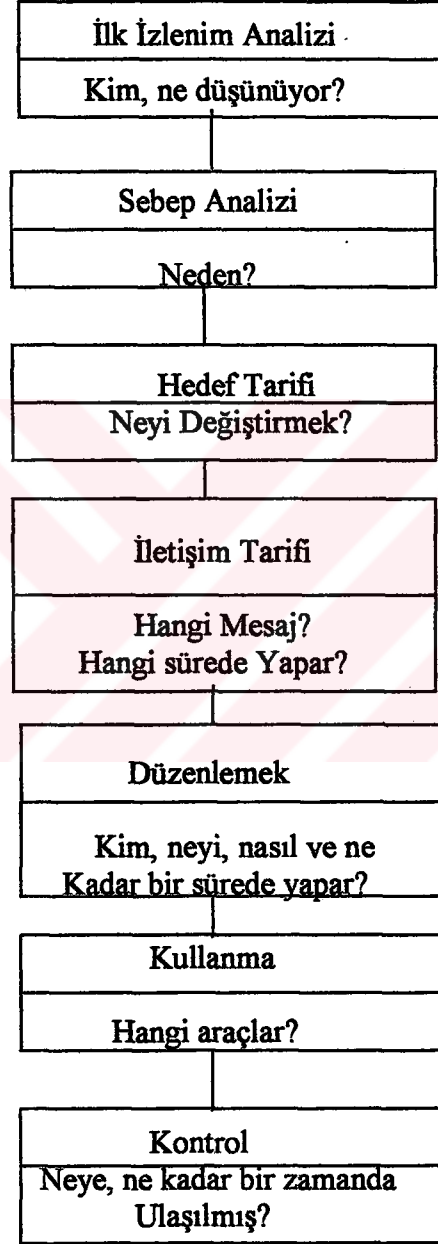 İlk İzlenim Analizi
Kim, ne düşünüyor?
Sebep Analizi
Neden?
Hedef Tarifi
Neyi Değiştirmek?
İletişim Tarifi
Hangi Mesaj?
Hangi sürede Yapar?
Düzenlemek
Kim, neyi, nasıl ve ne
Kadar bir sürede yapar?
Kullanma
Hangi araçlar?
Kontrol
Neye, ne kadar bir zamanda
Ulaşılmış?